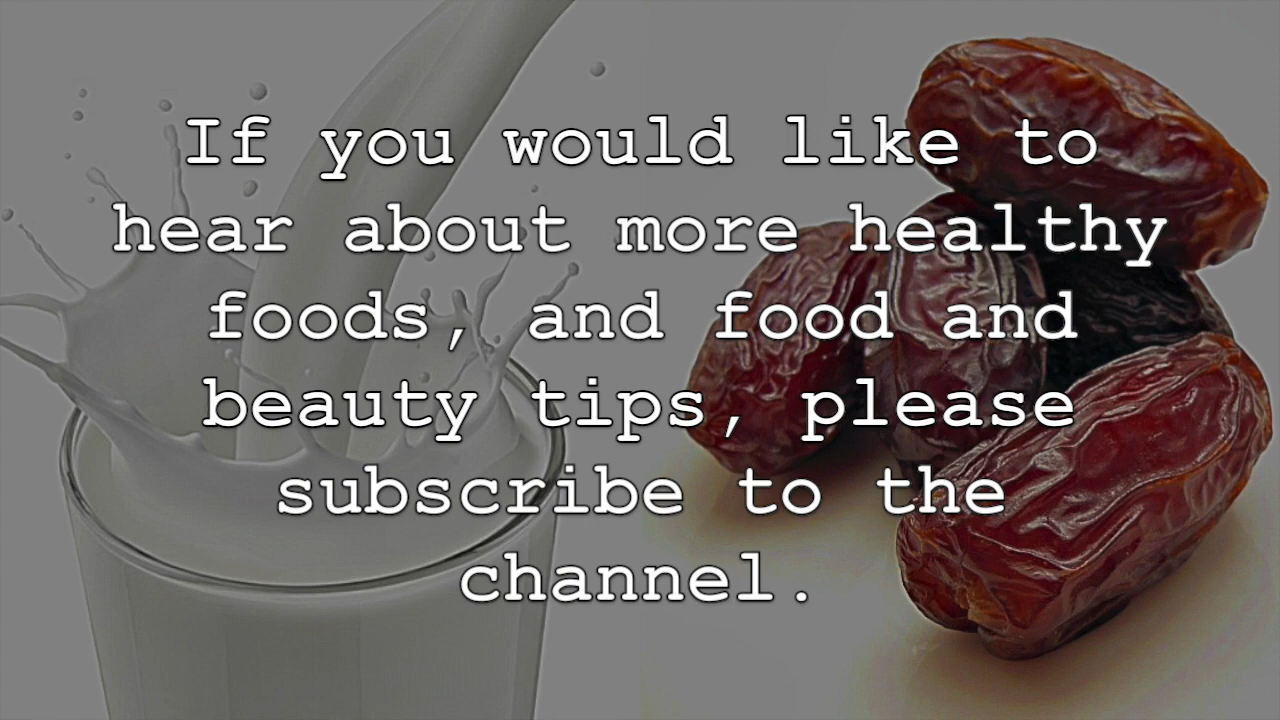 If you would like to
hear about more healthy
foods, and food and
beauty tips, please
subscribe to the
channel.